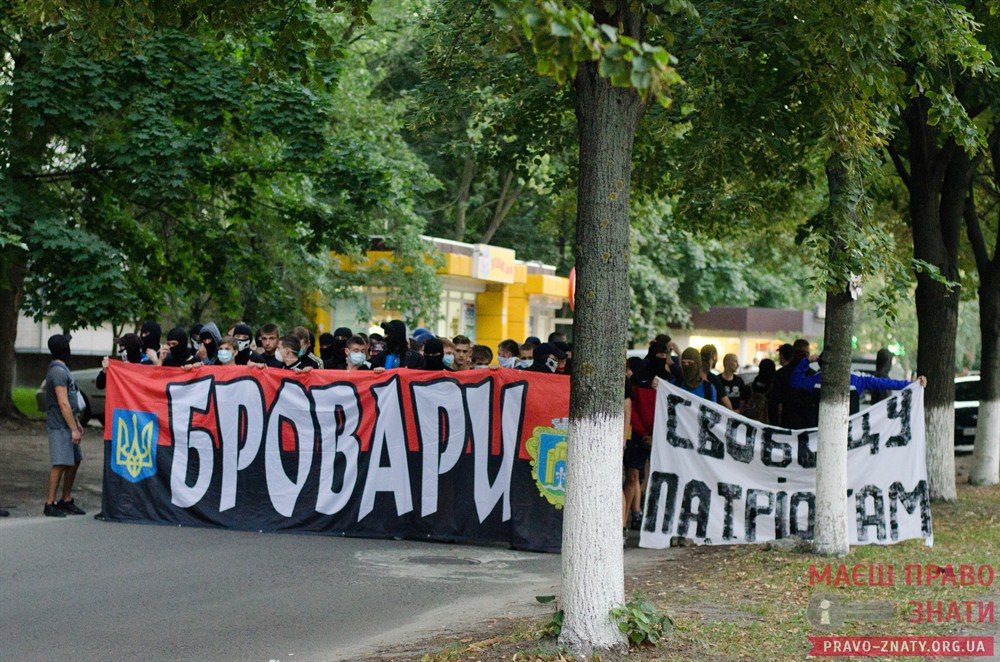 БРОВАРИ
СВОБОДУ
ПАТРІОТАМ
МАЄШ ПРАВО
ЗНАТИ
PRAVO-ZNATY.ORG.UA